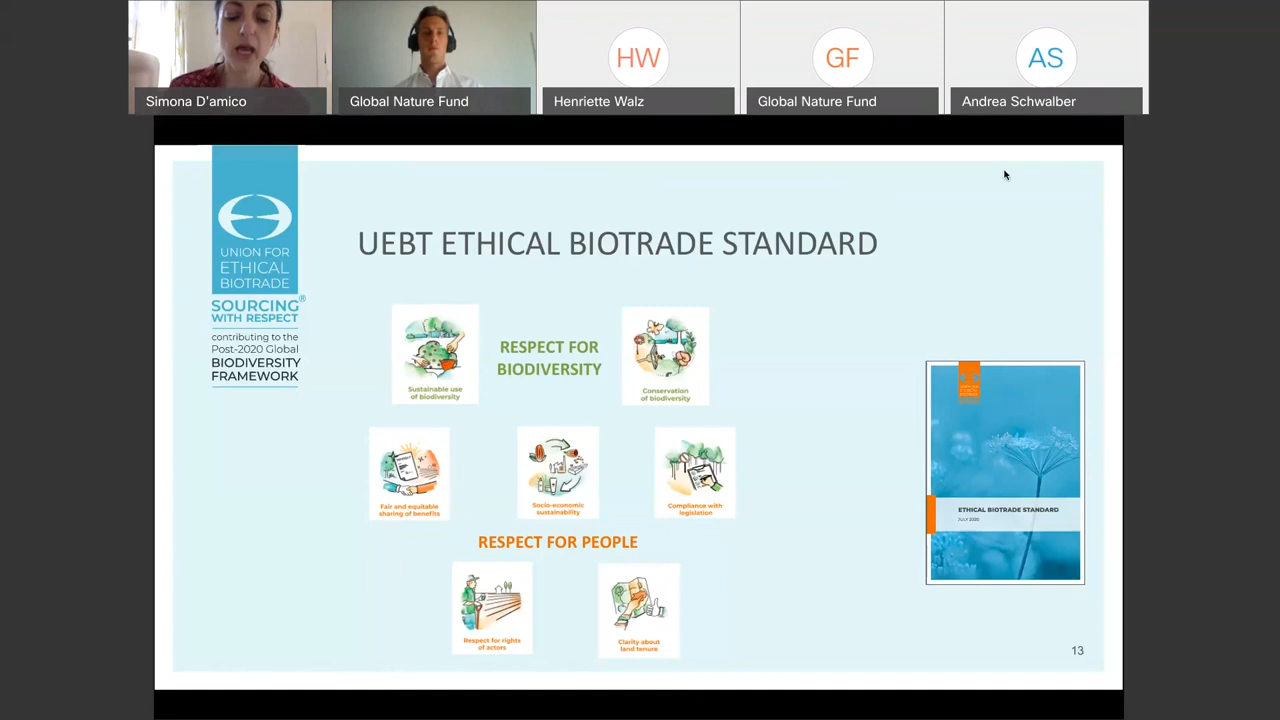 HW
GF
AS
Simona D'amico
Global Nature Fund
Henriette Walz
Global Nature Fund
Andrea Schwalber
UNION FOR
ETHICAL
BIOTRADE
SOURCING®
WITH RESPECT
contributing to the
Post-2020 Global
BIODIVERSITY
FRAMEWORK
UEBT ETHICAL BIOTRADE STANDARD
Sustainable use
of biodiversity
RESPECT FOR
BIODIVERSITY
Conservation
of biodiversity
Fair and equitable
sharing of benefits
Socio-economic
sustainability
Compliance with
legislation
RESPECT FOR PEOPLE
Respect for rights
of actors
Clarity about
land tenure
ETHICAL BIOTRADE STANDARD
JULY 2020
13